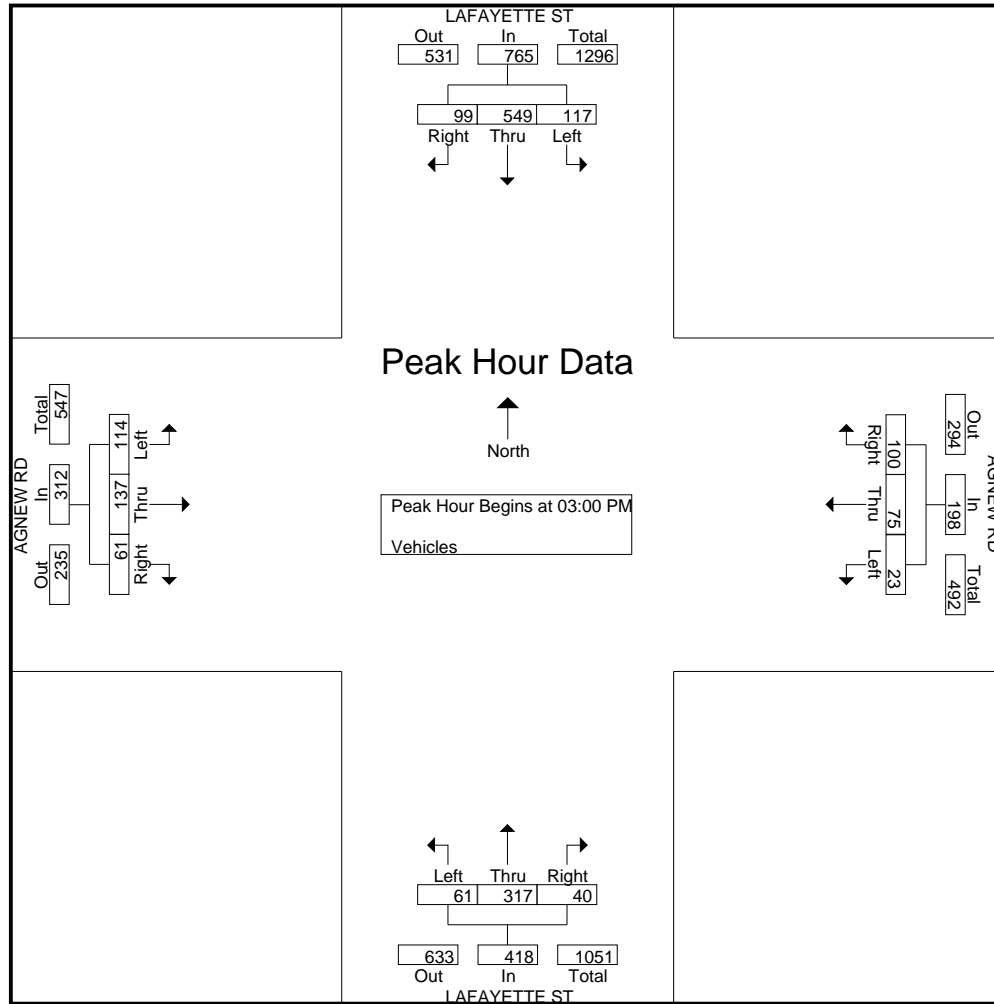 LAFAYETTE ST
Out In Total
531 765 1296
99 549 117
Right Thru Left
Peak Hour Data
North
Peak Hour Begins at 03:00 PM
Vehicles
AGNEW RD
Out In Total
235 312 547
61 137 114
Right Thru Left
AGNEW RD
Out In Total
294 198 492
100 75 23
Right Thru Left
Left Thru Right
61 317 40
633 418 1051
Out In Total
LAFAYETTE ST